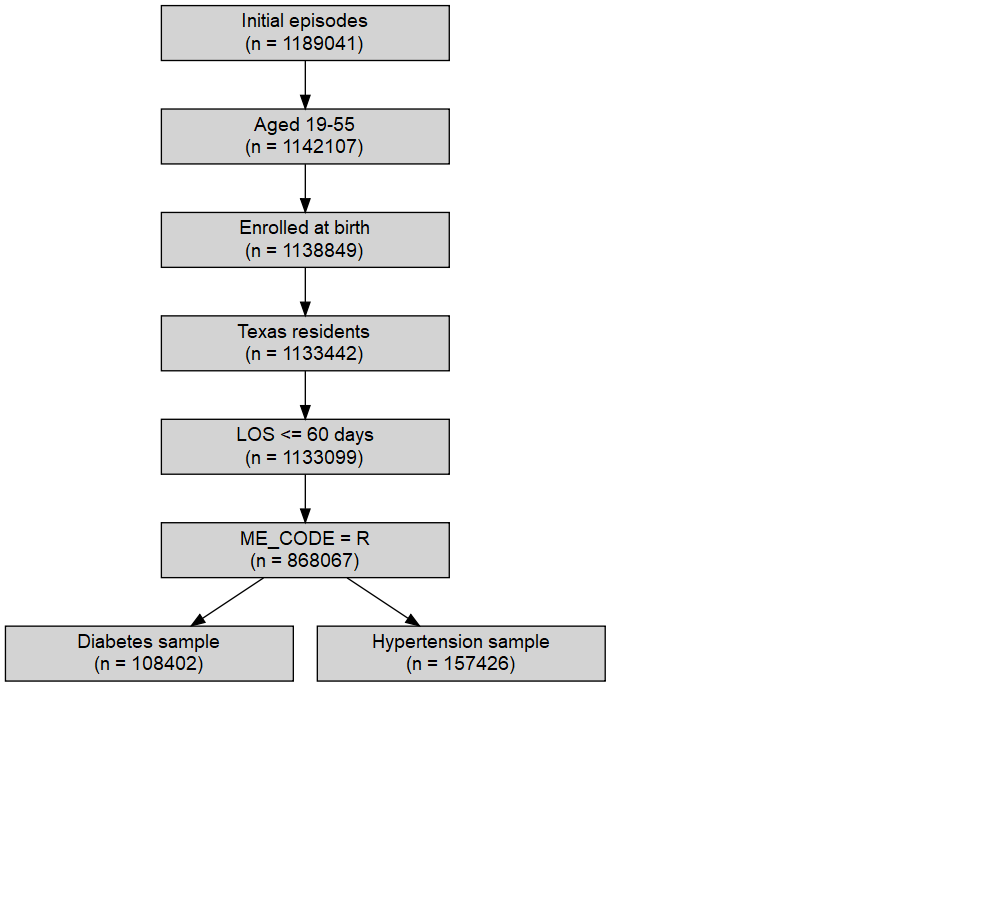 Initial episodes
(n = 1189041)
Aged 19-55
(n = 1142107)
Enrolled at birth
(n = 1138849)
Texas residents
(n = 1133442)
LOS <= 60 days
(n = 1133099)
ME_CODE = R
(n = 868067)
Diabetes sample
(n = 108402)
Hypertension sample
(n = 157426)